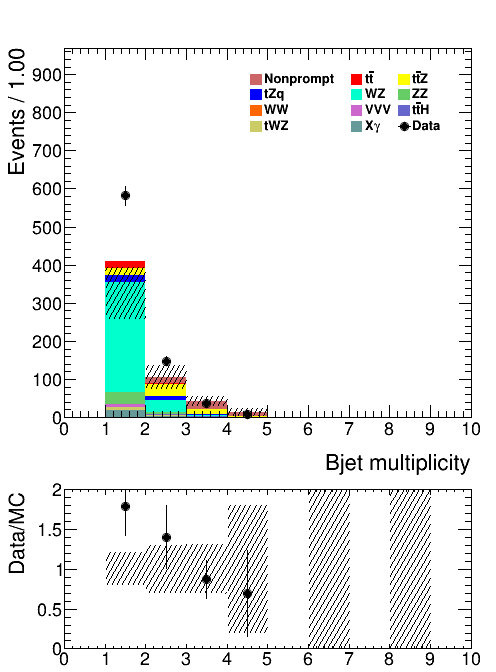 Events / 1.00
900
800
700
600
500
400
300
200
100
0
Nonprompt tt̄ tt̄Z
tZq WZ ZZ
WW VVV tt̄H
tWZ Xγ Data
0 1 2 3 4 5 6 7 8 9 10
Bjet multiplicity
Data/MC
2
1.5
1
0.5
0
0 1 2 3 4 5 6 7 8 9 10